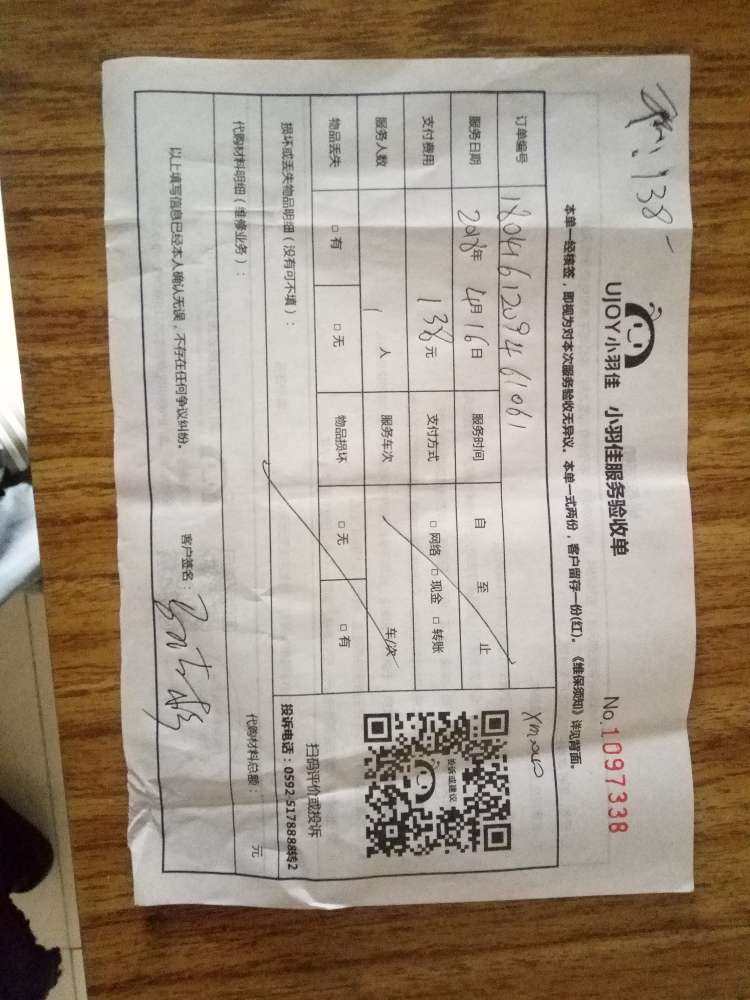 138
UJOY小羽佳 小羽佳服务验收单
No.1097338
本单一经核签，即视为对本次服务验收无异议。本单一式两份，客户留存一份(红)。《维保须知》详见背面。
订单编号 180416120946 1061
服务日期 2018年 4月16日 服务时间 自 至 止
支付费用 138元 支付方式 □网络 □现金 □转账
服务人数 1 人 服务车次 车/次
物品丢失 □有 □无 物品损坏 □无 □有
损坏或丢失物品明细（没有可不填）：
代购材料明细（维修业务）： 代购材料总额： 元
以上填写信息已经本人确认无误，不存在任何争议纠纷。 客户签名：
投诉或建议
扫码评价或投诉
投诉电话：0592-5178888转2